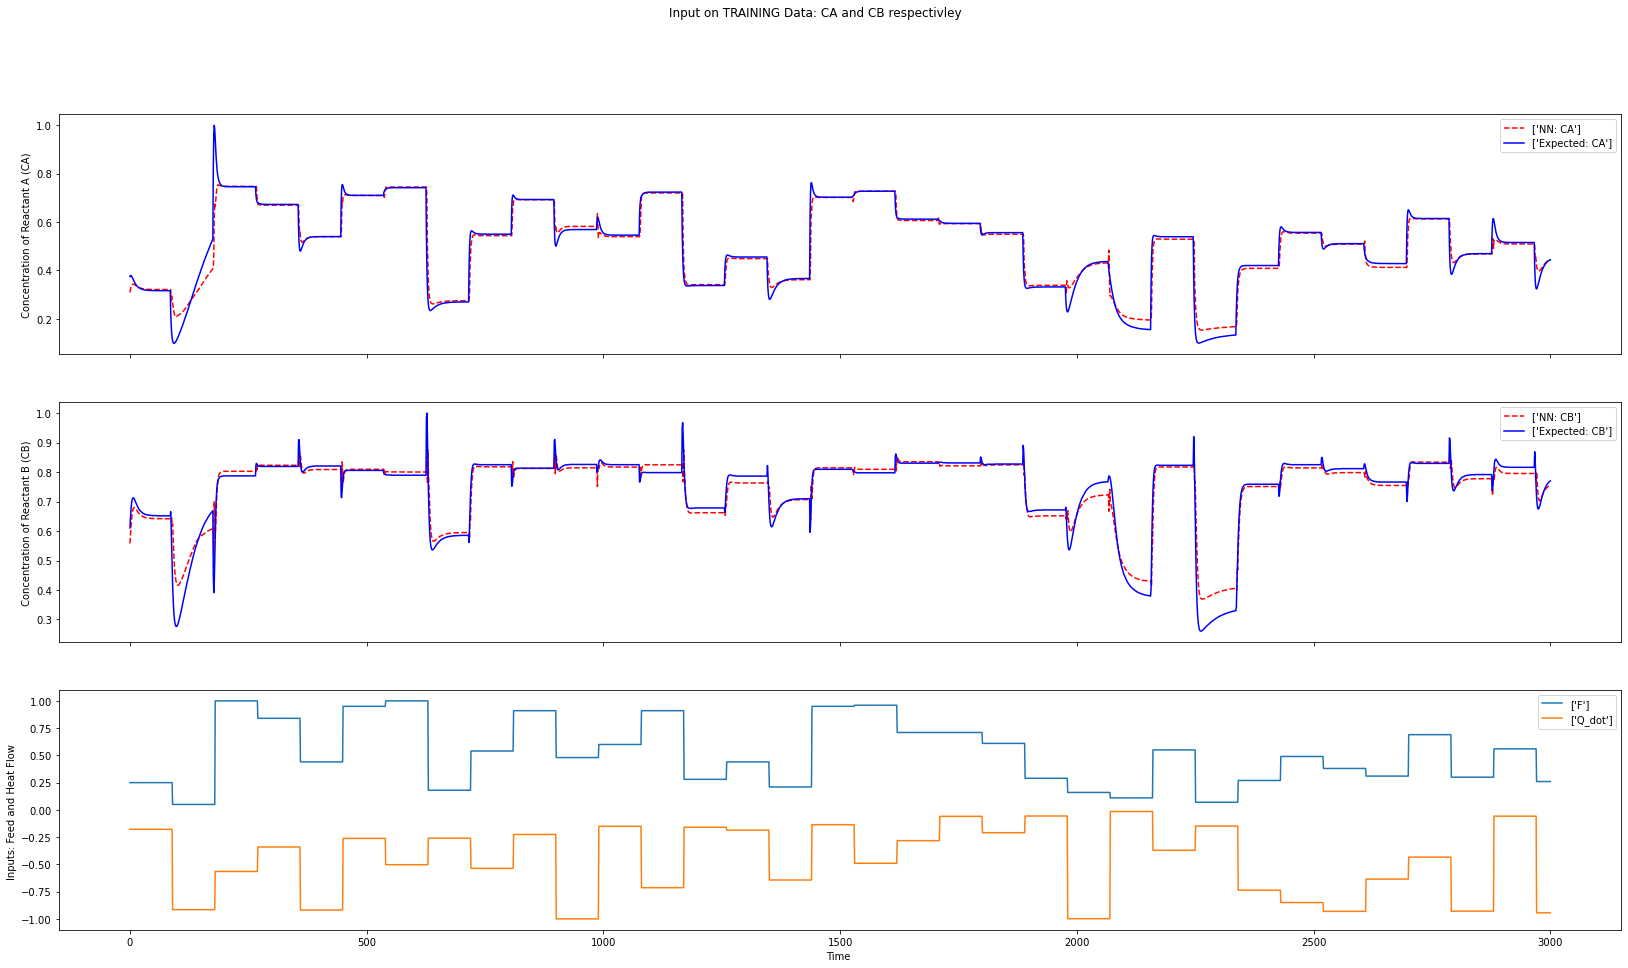 Input on TRAINING Data: CA and CB respectivley
Concentration of Reactant A (CA)
1.0
0.8
0.6
0.4
0.2
['NN: CA']
['Expected: CA']
Concentration of Reactant B (CB)
1.0
0.9
0.8
0.7
0.6
0.5
0.4
0.3
['NN: CB']
['Expected: CB']
Inputs: Feed and Heat Flow
1.00
0.75
0.50
0.25
0.00
−0.25
−0.50
−0.75
−1.00
['F']
['Q_dot']
0 500 1000 1500 2000 2500 3000
Time